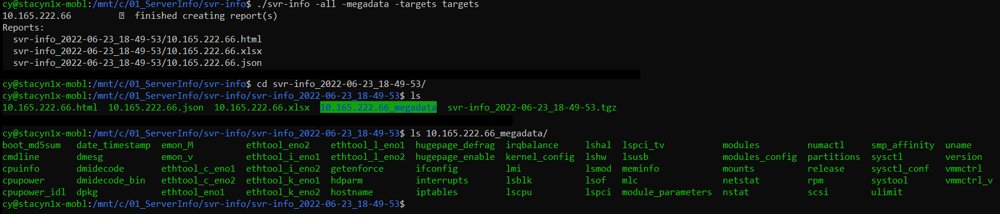 cy@stacyn1x-mobl:/mnt/c/01_ServerInfo/svr-info$ ./svr-info -all -megadata -targets targets
10.165.222.66 finished creating report(s)
Reports:
svr-info_2022-06-23_18-49-53/10.165.222.66.html
svr-info_2022-06-23_18-49-53/10.165.222.66.xlsx
svr-info_2022-06-23_18-49-53/10.165.222.66.json
cy@stacyn1x-mobl:/mnt/c/01_ServerInfo/svr-info$ cd svr-info_2022-06-23_18-49-53/
cy@stacyn1x-mobl:/mnt/c/01_ServerInfo/svr-info/svr-info_2022-06-23_18-49-53$ ls
10.165.222.66.html 10.165.222.66.json 10.165.222.66.xlsx 10.165.222.66_megadata svr-info_2022-06-23_18-49-53.tgz
cy@stacyn1x-mobl:/mnt/c/01_ServerInfo/svr-info/svr-info_2022-06-23_18-49-53$ ls 10.165.222.66_megadata/
boot_md5sum date_timestamp emon_M ethtool_eno2 ethtool_l_eno1 hugepage_defrag irqbalance lshal lspci_tv modules numactl smp_affinity uname
cmdline dmesg emon_v ethtool_i_eno1 ethtool_l_eno2 hugepage_enable kernel_config lshw lsusb modules_config partitions sysctl version
cpuinfo dmidecode ethtool_c_eno1 ethtool_i_eno2 getenforce ifconfig lmi lsmod meminfo mounts release sysctl_conf vmmctrl
cpupower dmidecode_bin ethtool_c_eno2 ethtool_k_eno1 hdparm interrupts lsblk lsof mlc netstat rpm systool vmmctrl_v
cpupower_idl dpkg ethtool_eno1 ethtool_k_eno2 hostname iptables lscpu lspci module_parameters nstat scsi ulimit
cy@stacyn1x-mobl:/mnt/c/01_ServerInfo/svr-info/svr-info_2022-06-23_18-49-53$